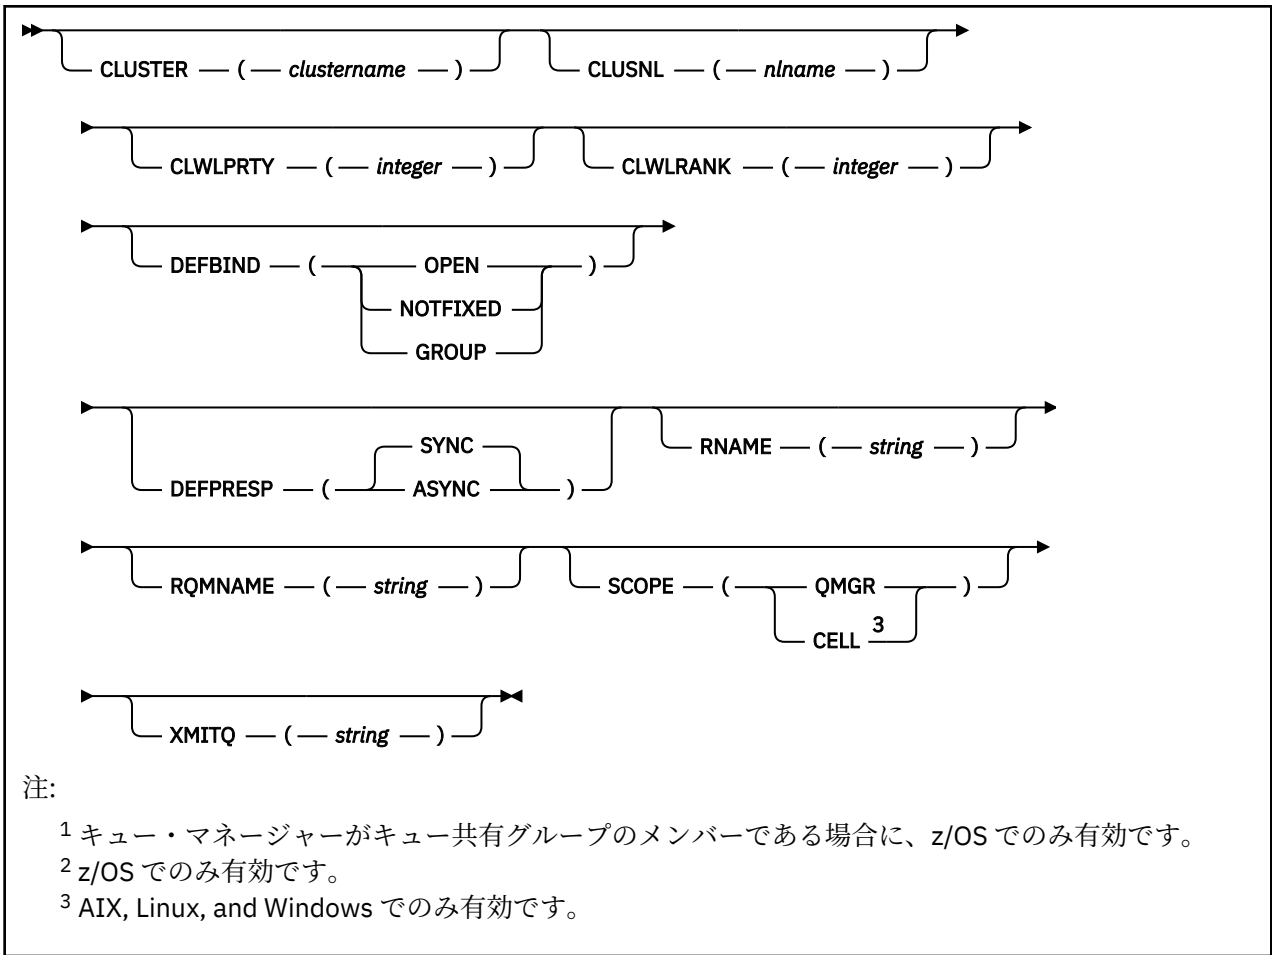 CLUSTER ( clustername ) CLUSNL ( nlname )
CLWLPRTY ( integer ) CLWLRANK ( integer )
DEFBIND ( OPEN )
NOTFIXED
GROUP
SYNC RNAME ( string )
DEFPRESP ( ASYNC )
RQMNAME ( string ) SCOPE ( QMGR )
CELL 3
XMITQ ( string )
注:
1 キュー・マネージャーがキュー共有グループのメンバーである場合に、z/OS でのみ有効です。
2 z/OS でのみ有効です。
3 AIX, Linux, and Windows でのみ有効です。